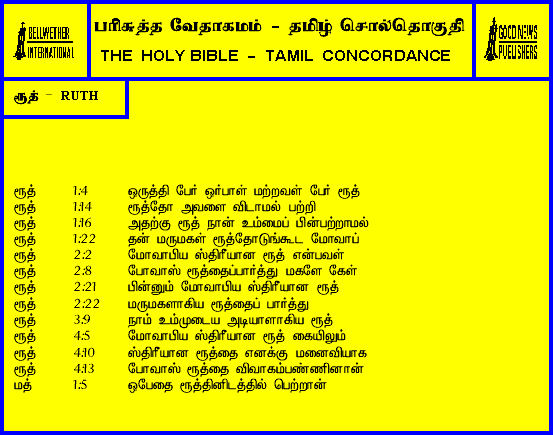 BELLWETHER INTERNATIONAL
பரிசுத்த வேதாகமம் - தமிழ் சொல்தொகுதி
THE HOLY BIBLE - TAMIL CONCORDANCE
GOOD NEWS PUBLISHERS
ரூத் - RUTH
ரூத் 1:4 ஒருத்தி பேர் ஒர்பாள் மற்றவள் பேர் ரூத்
ரூத் 1:14 ரூத்தோ அவளை விடாமல் பற்றி
ரூத் 1:16 அதற்கு ரூத் நான் உம்மைப் பின்பற்றாமல்
ரூத் 1:22 தன் மருமகள் ரூத்தோடுங்கூட மோவாப்
ரூத் 2:2 மோவாபிய ஸ்திரீயான ரூத் என்பவள்
ரூத் 2:8 போவாஸ் ரூத்தைப்பார்த்து மகளே கேள்
ரூத் 2:21 பின்னும் மோவாபிய ஸ்திரீயான ரூத்
ரூத் 2:22 மருமகளாகிய ரூத்தைப் பார்த்து
ரூத் 3:9 நாம் உம்முடைய அடியாளாகிய ரூத்
ரூத் 4:5 மோவாபிய ஸ்திரீயான ரூத் கையிலும்
ரூத் 4:10 ஸ்திரீயான ரூத்தை எனக்கு மனைவியாக
ரூத் 4:13 போவாஸ் ரூத்தை விவாகம்பண்ணினான்
மத் 1:5 ஒபேதை ரூத்தினிடத்தில் பெற்றான்